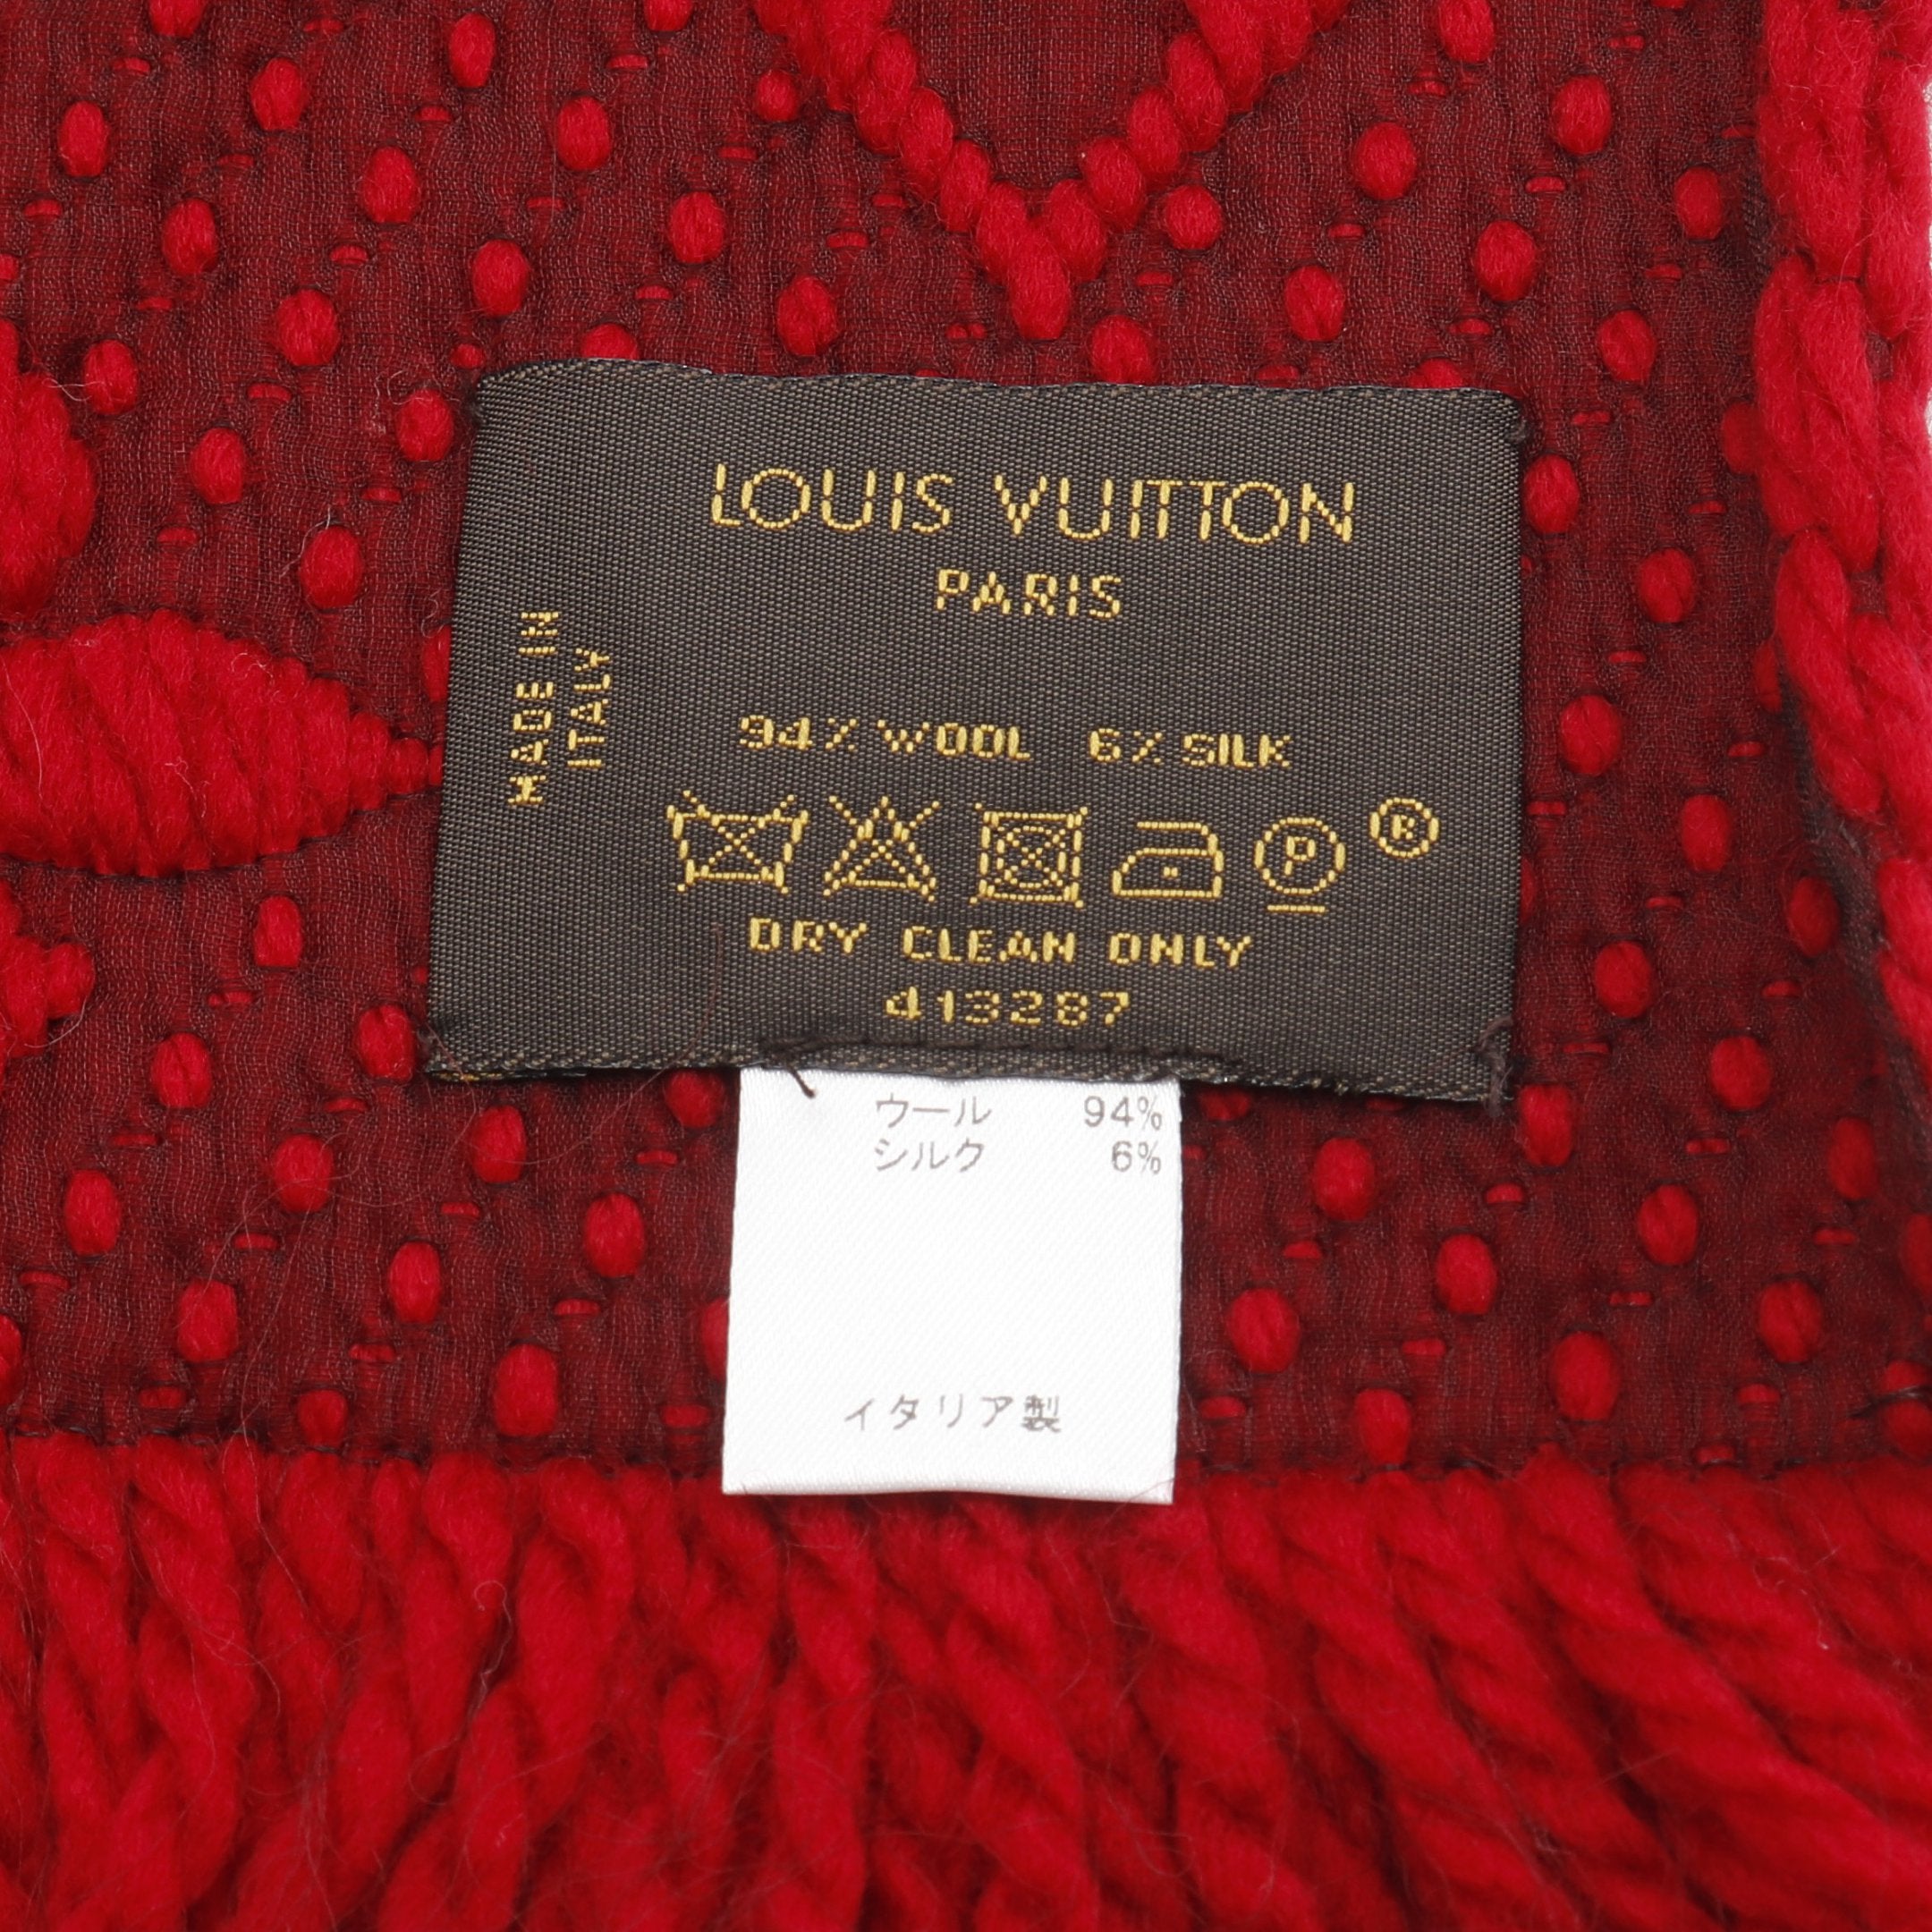 LOUIS VUITTON
PARIS
MADE IN
ITALY
94% WOOL 6% SILK
P
®
DRY CLEAN ONLY
413287
ウール 94%
シルク 6%
イタリア製